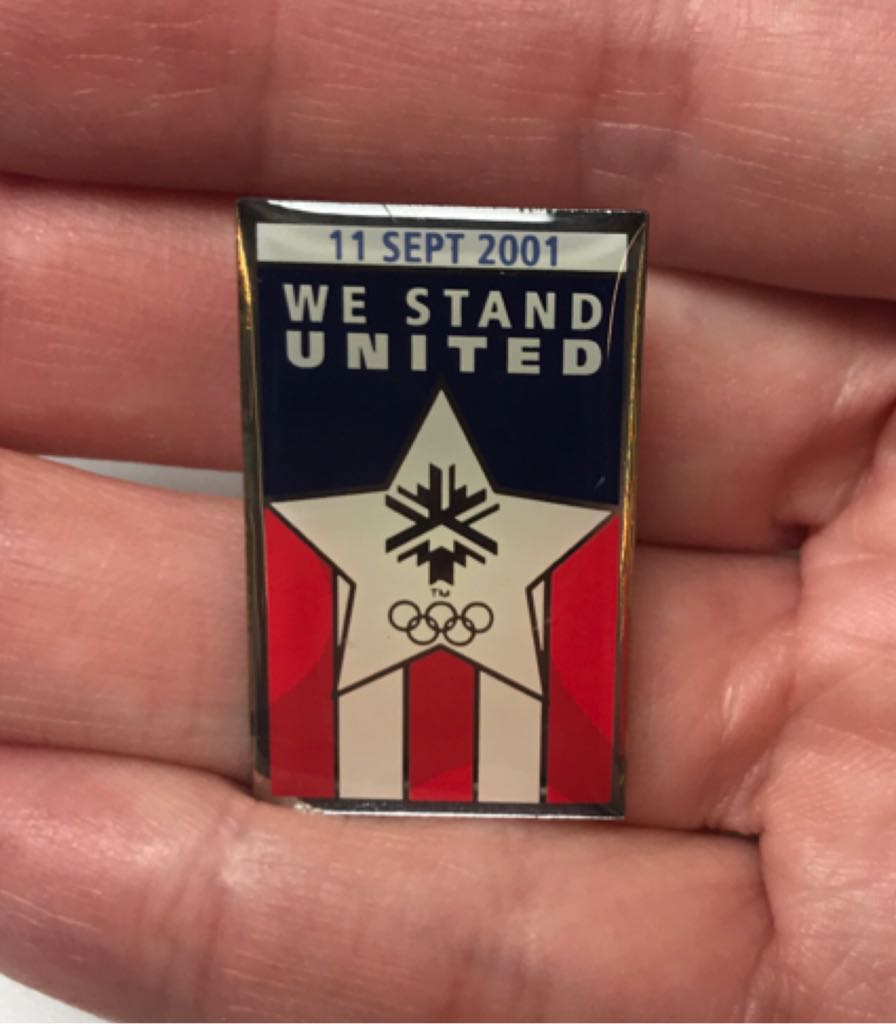 11 SEPT 2001
WE STAND
UNITED
TM